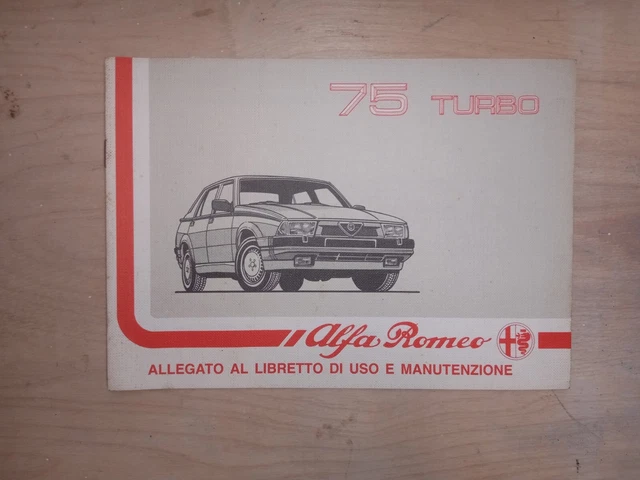 75 TURBO
Alfa Romeo
ALLEGATO AL LIBRETTO DI USO E MANUTENZIONE